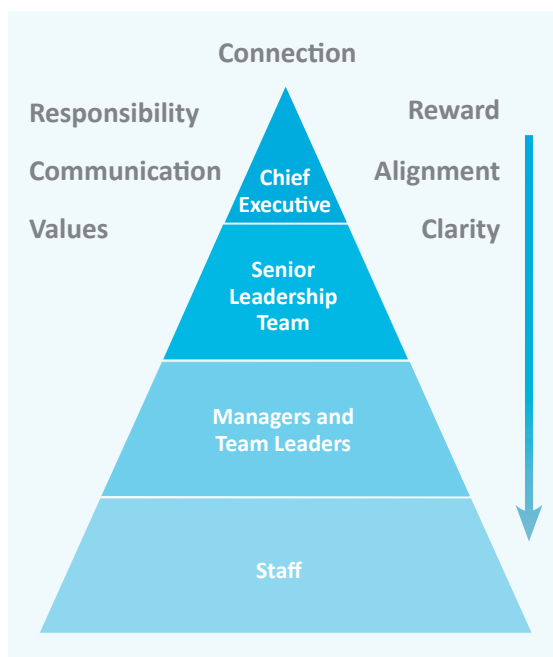 Connection
Responsibility
Reward
Communication
Alignment
Values
Clarity
Chief
Executive
Senior
Leadership
Team
Managers and
Team Leaders
Staff